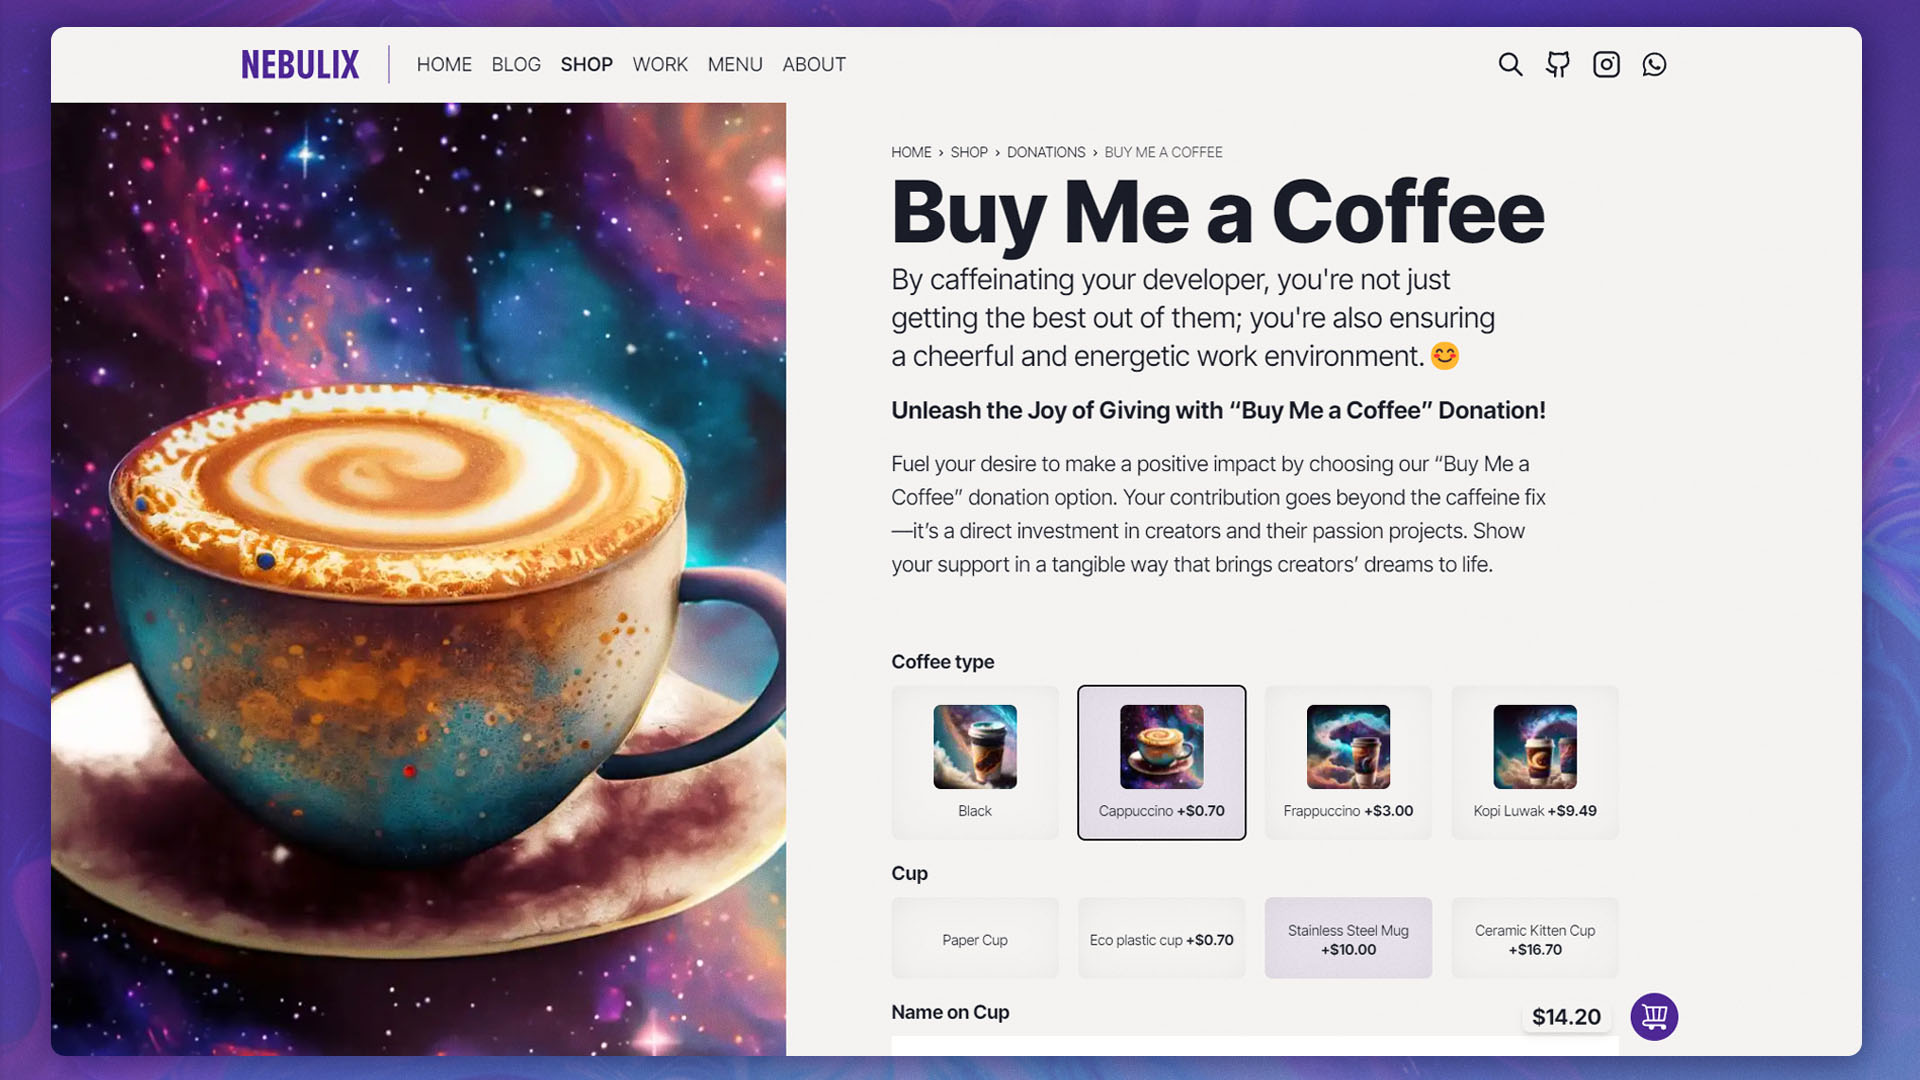 NEBULIX
HOME BLOG SHOP WORK MENU ABOUT
HOME › SHOP › DONATIONS › BUY ME A COFFEE
Buy Me a Coffee
By caffeinating your developer, you're not just
getting the best out of them; you're also ensuring
a cheerful and energetic work environment. 😊
Unleash the Joy of Giving with “Buy Me a Coffee” Donation!
Fuel your desire to make a positive impact by choosing our “Buy Me a
Coffee” donation option. Your contribution goes beyond the caffeine fix
—it’s a direct investment in creators and their passion projects. Show
your support in a tangible way that brings creators’ dreams to life.
Coffee type
Black
Cappuccino +$0.70
Frappuccino +$3.00
Kopi Luwak +$9.49
Cup
Paper Cup
Eco plastic cup +$0.70
Stainless Steel Mug
+$10.00
Ceramic Kitten Cup
+$16.70
Name on Cup
$14.20